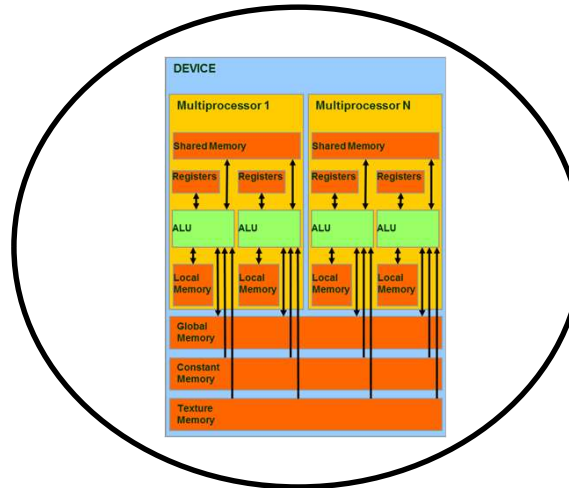 DEVICE
Multiprocessor 1 Multiprocessor N
Shared Memory Shared Memory
Registers Registers Registers Registers
ALU ALU ALU ALU
Local Local Local Local
Memory Memory Memory Memory
Global
Memory
Constant
Memory
Texture
Memory